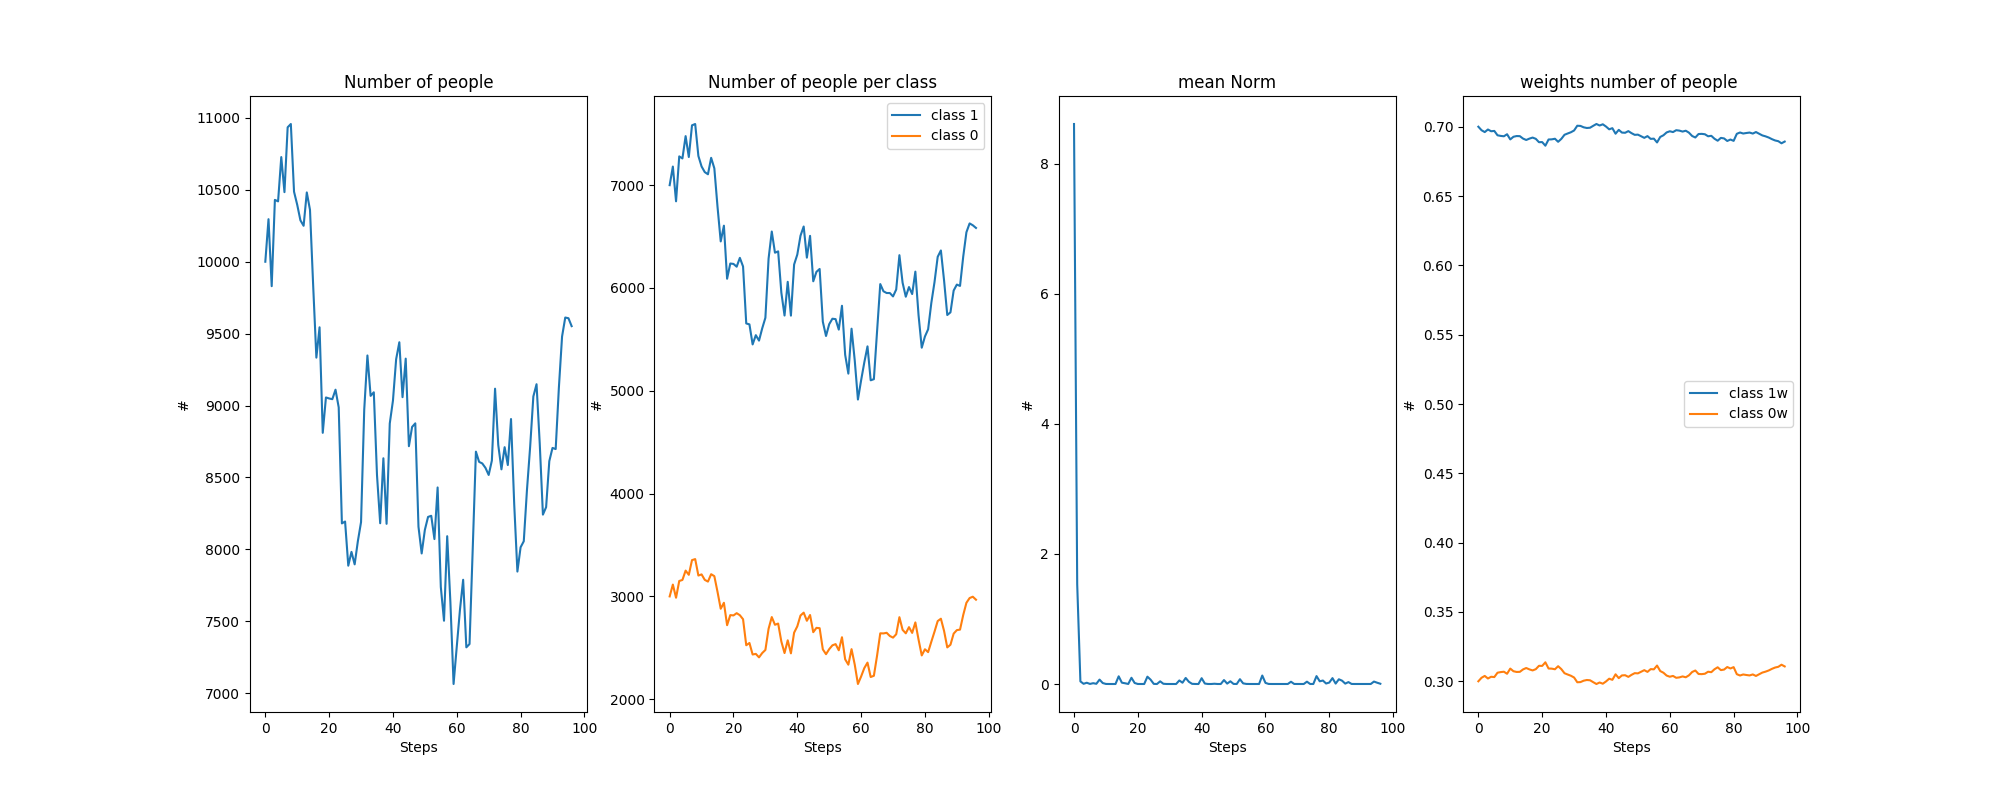 Number of people
11000
10500
10000
9500
9000
8500
8000
7500
7000
#
0 20 40 60 80 100
Steps
Number of people per class
class 1
class 0
7000
6000
5000
4000
3000
2000
#
0 20 40 60 80 100
Steps
mean Norm
8
6
4
2
0
#
0 20 40 60 80 100
Steps
weights number of people
0.70
0.65
0.60
0.55
0.50
0.45
0.40
0.35
0.30
#
class 1w
class 0w
0 20 40 60 80 100
Steps